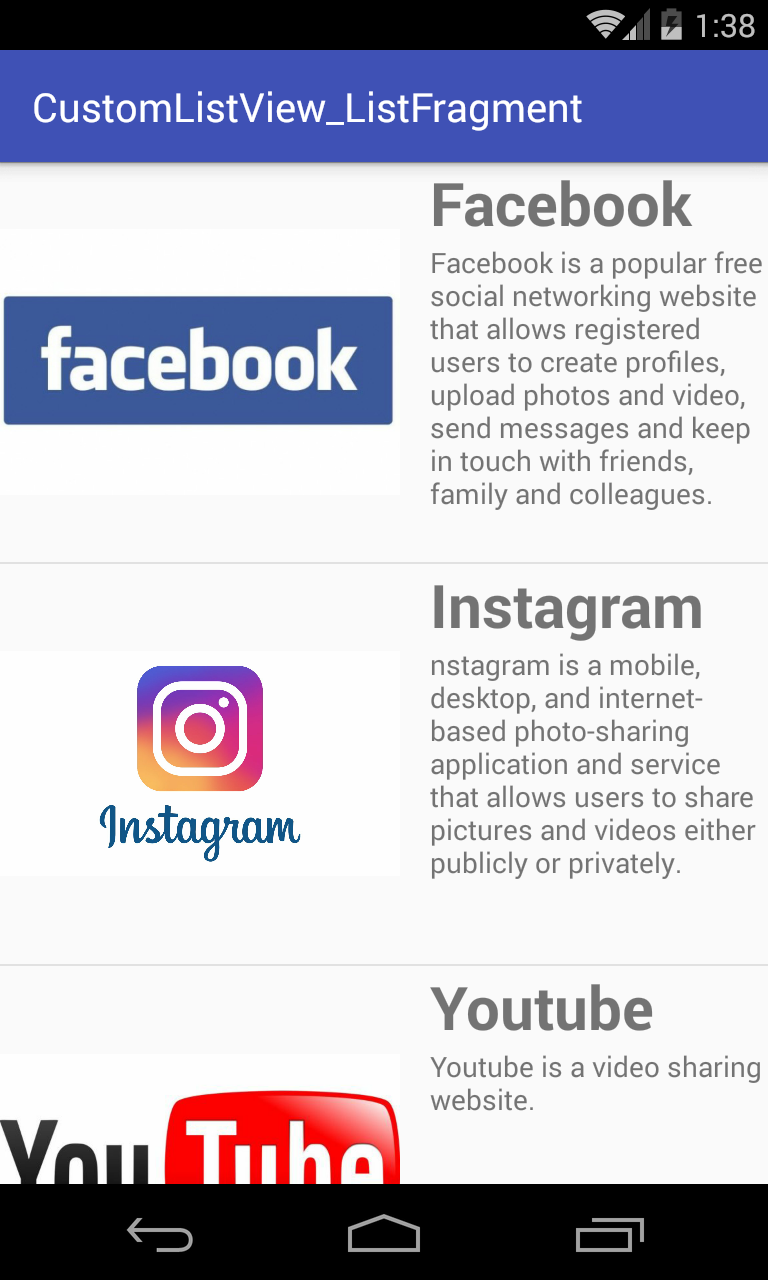 1:38
CustomListView_ListFragment
facebook
Facebook
Facebook is a popular free
social networking website
that allows registered
users to create profiles,
upload photos and video,
send messages and keep
in touch with friends,
family and colleagues.
Instagram
Instagram
nstagram is a mobile,
desktop, and internet-
based photo-sharing
application and service
that allows users to share
pictures and videos either
publicly or privately.
YouTube
Youtube
Youtube is a video sharing
website.